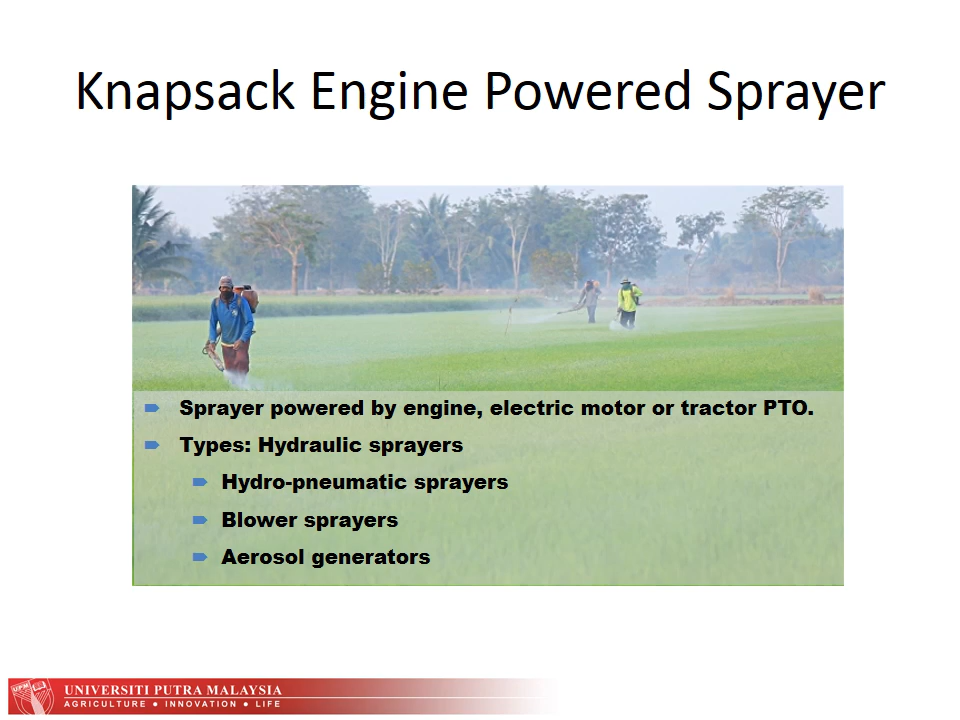 Knapsack Engine Powered Sprayer
Sprayer powered by engine, electric motor or tractor PTO.
Types: Hydraulic sprayers
Hydro-pneumatic sprayers
Blower sprayers
Aerosol generators
UPM
UNIVERSITI PUTRA MALAYSIA
AGRICULTURE ● INNOVATION ● LIFE